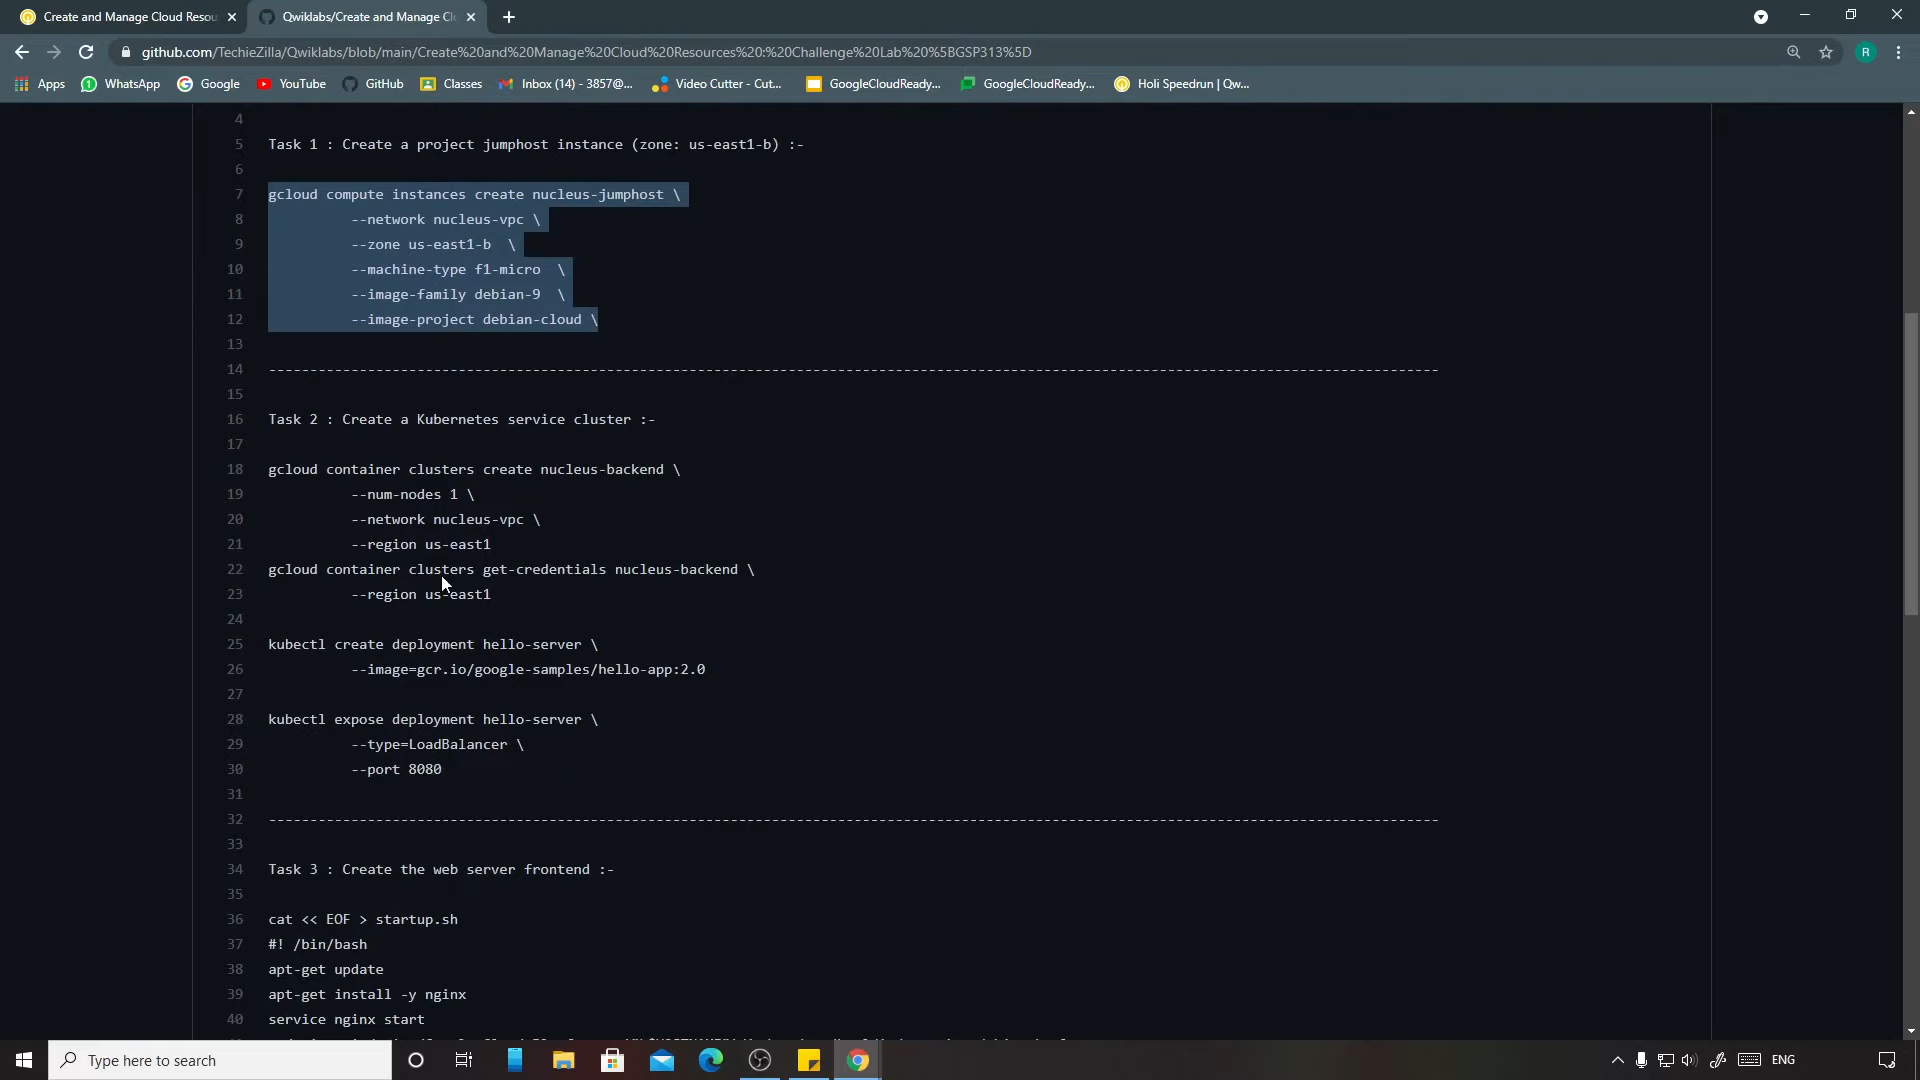 Create and Manage Cloud Resou
Qwiklabs/Create and Manage Cl
github.com/TechieZilla/Qwiklabs/blob/main/Create%20and%20Manage%20Cloud%20Resources%20:%20Challenge%20Lab%20%5BGSP313%5D
R
Apps WhatsApp Google YouTube GitHub Classes Inbox (14) - 3857@... Video Cutter - Cut... GoogleCloudReady... GoogleCloudReady... Holi Speedrun | Qw...
4
5 Task 1 : Create a project jumphost instance (zone: us-east1-b) :-
6
7 gcloud compute instances create nucleus-jumphost \
8 --network nucleus-vpc \
9 --zone us-east1-b \
10 --machine-type f1-micro \
11 --image-family debian-9 \
12 --image-project debian-cloud \
13
14 ----------------------------------------------------------------------------------------------------------------------------------------------
15
16 Task 2 : Create a Kubernetes service cluster :-
17
18 gcloud container clusters create nucleus-backend \
19 --num-nodes 1 \
20 --network nucleus-vpc \
21 --region us-east1
22 gcloud container clusters get-credentials nucleus-backend \
23 --region us-east1
24
25 kubectl create deployment hello-server \
26 --image=gcr.io/google-samples/hello-app:2.0
27
28 kubectl expose deployment hello-server \
29 --type=LoadBalancer \
30 --port 8080
31
32 ----------------------------------------------------------------------------------------------------------------------------------------------
33
34 Task 3 : Create the web server frontend :-
35
36 cat << EOF > startup.sh
37 #! /bin/bash
38 apt-get update
39 apt-get install -y nginx
40 service nginx start
Type here to search
ENG